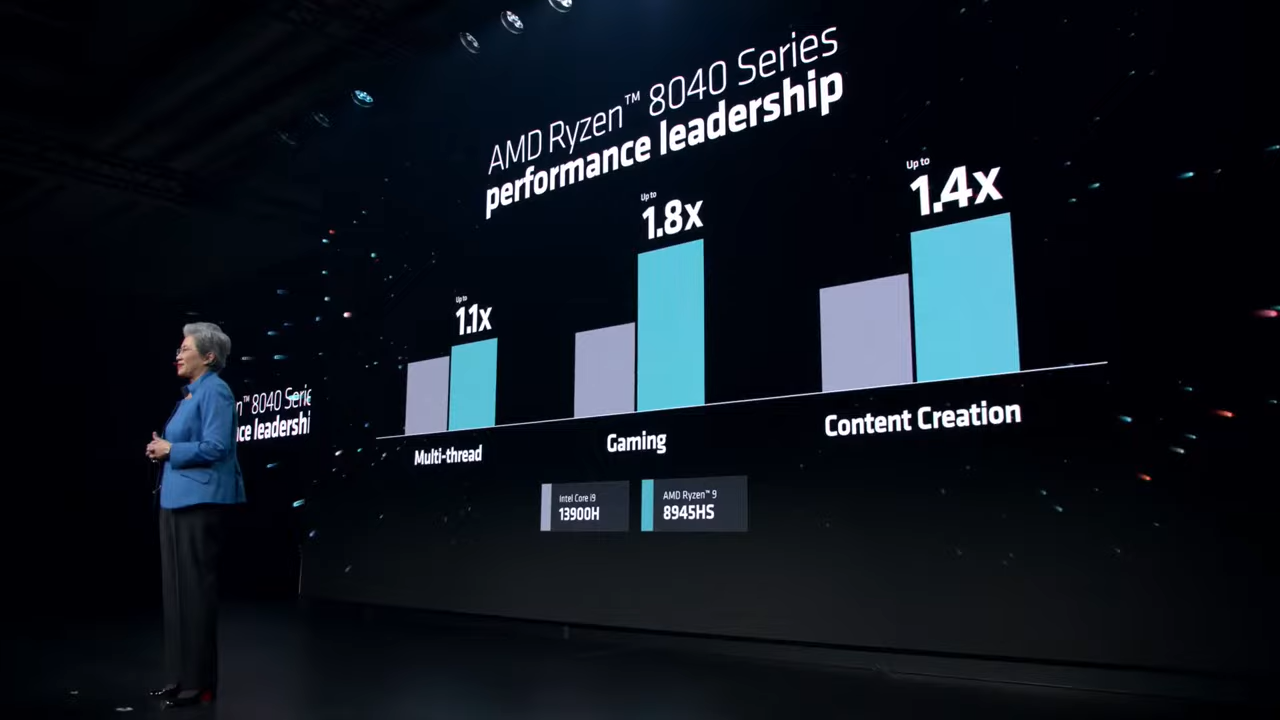 AMD Ryzen™ 8040 Series
performance leadership
Up to
1.1x
Up to
1.8x
Up to
1.4x
Multi-thread
Gaming
Content Creation
Intel Core i9
13900H
AMD Ryzen™ 9
8945HS
n™ 8040 Serie
ce leadershi